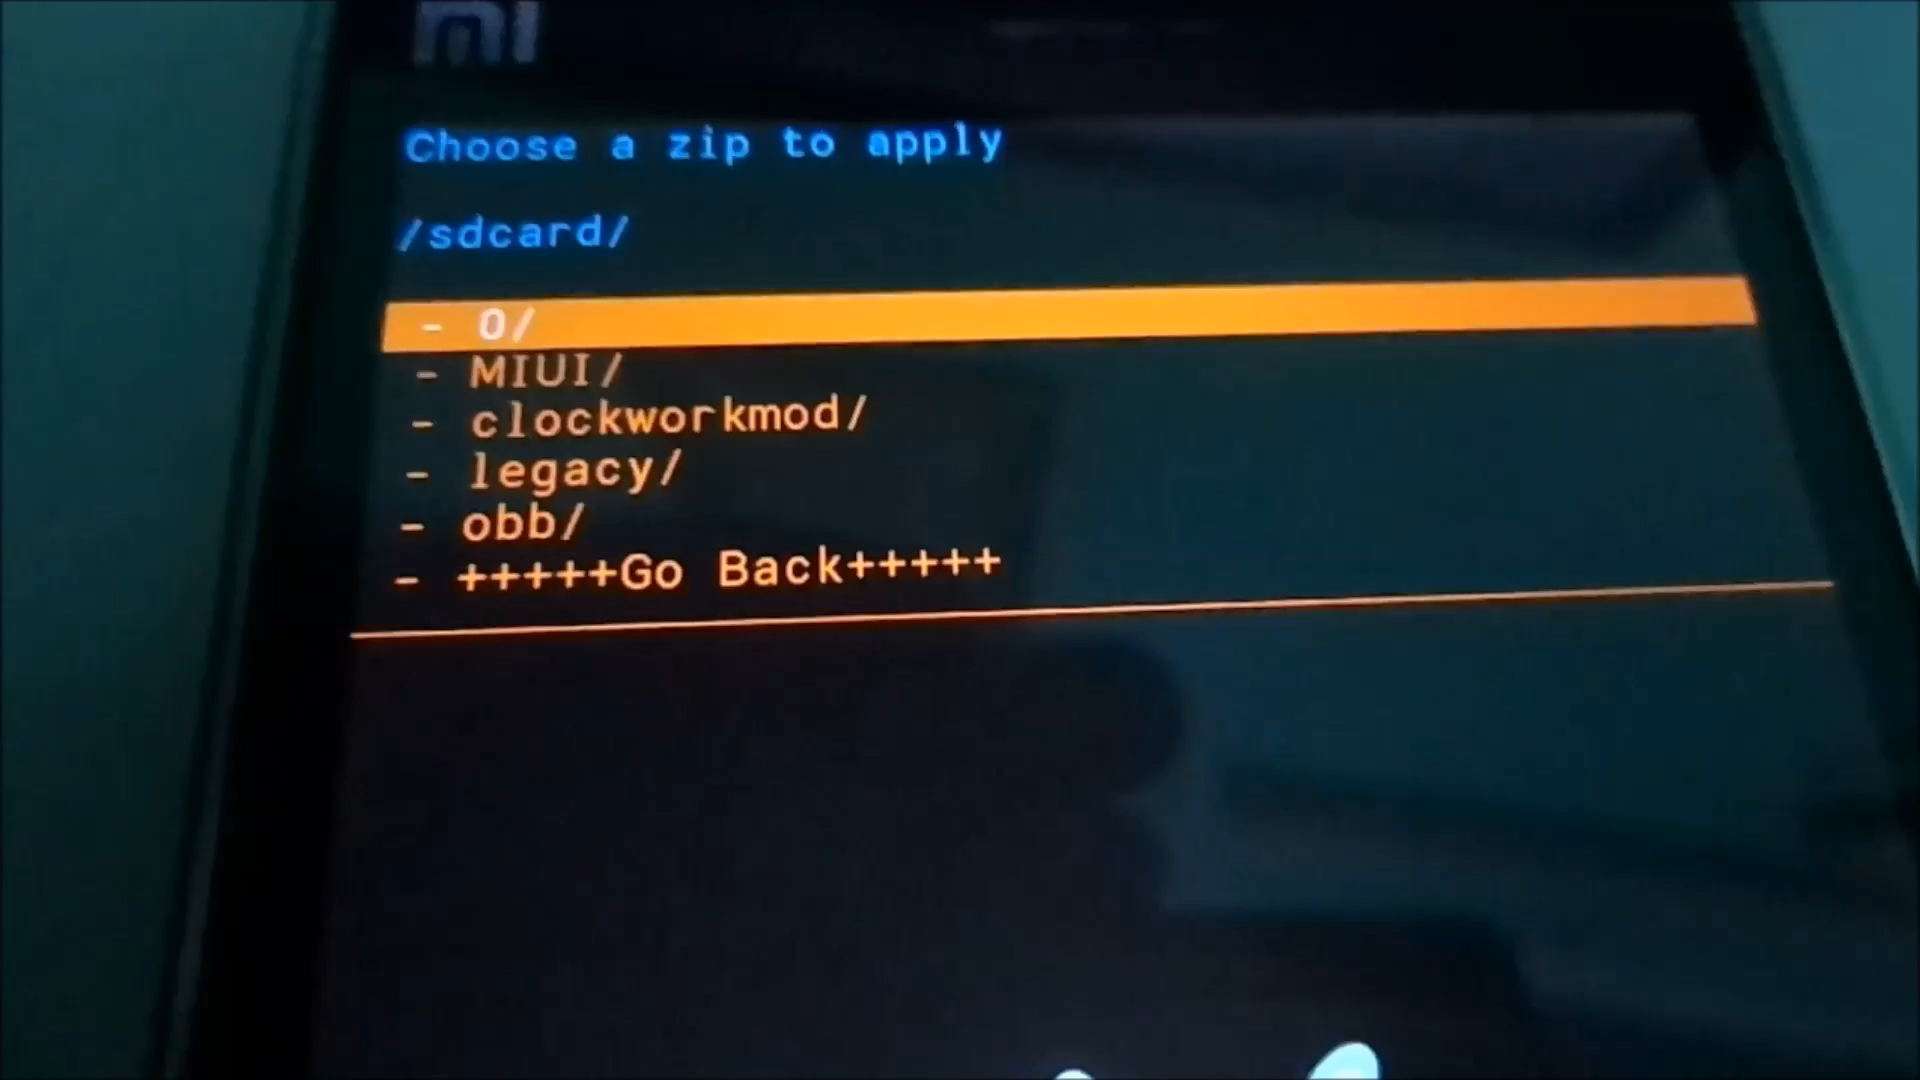 mi
Choose a zip to apply
/sdcard/
- 0/
- MIUI/
- clockworkmod/
- legacy/
- obb/
- +++++Go Back+++++